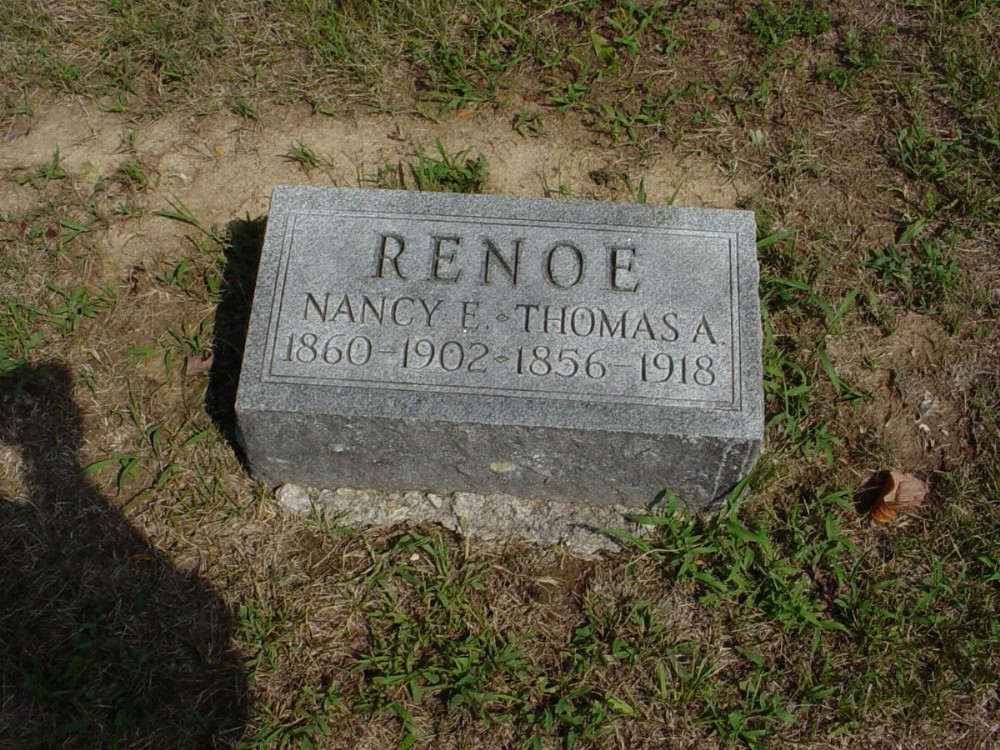 RENOE
NANCY E. THOMAS A.
1860-1902 1856-1918